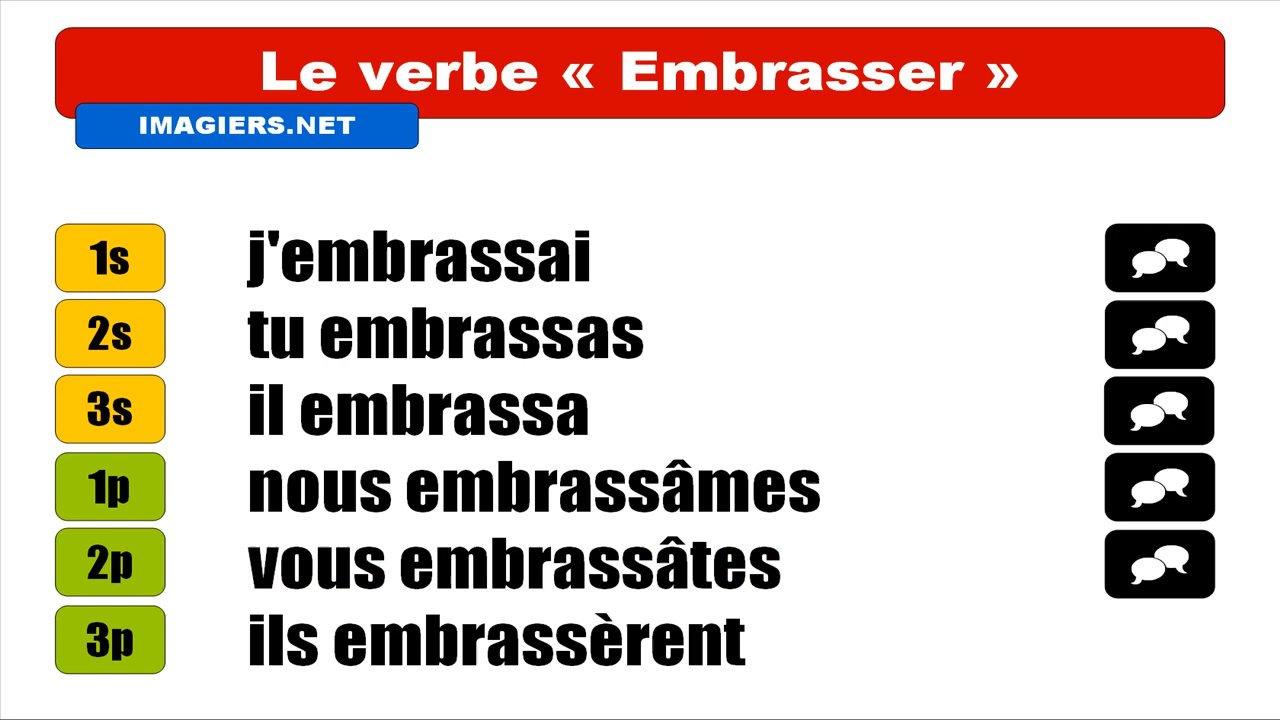 Le verbe « Embrasser »
IMAGIERS.NET
1s j'embrassai
2s tu embrassas
3s il embrassa
1p nous embrassâmes
2p vous embrassâtes
3p ils embrassèrent